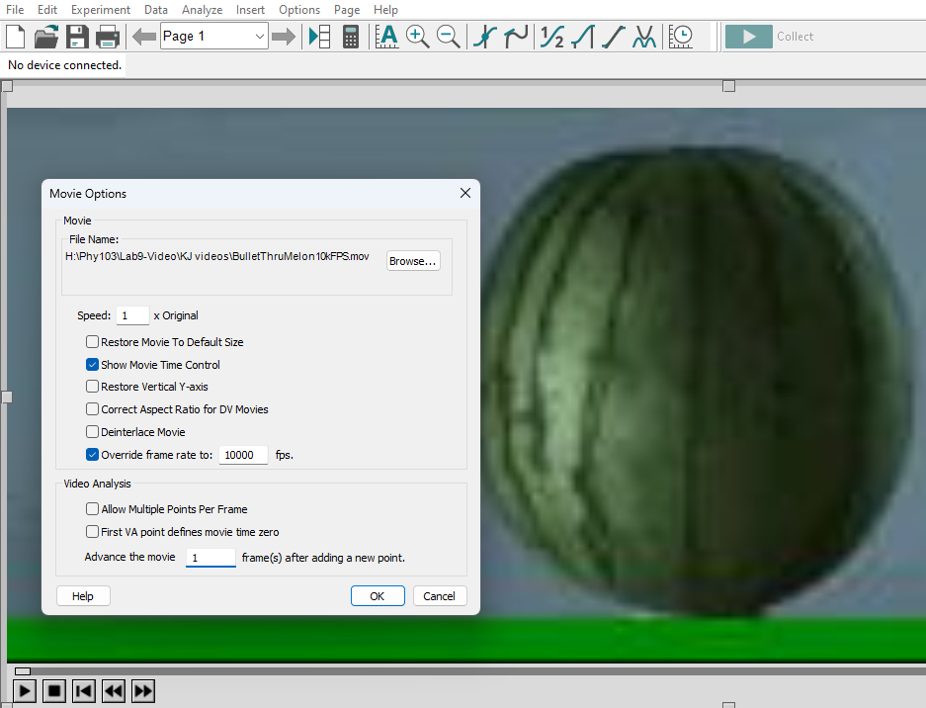 File Edit Experiment Data Analyze Insert Options Page Help
Page 1 A ½ Collect
No device connected.
Movie Options
Movie
File Name:
H:\Phy103\Lab9-Video\KJ videos\BulletThruMelon10kFPS.mov Browse...
Speed: 1 x Original
Restore Movie To Default Size
Show Movie Time Control
Restore Vertical Y-axis
Correct Aspect Ratio for DV Movies
Deinterlace Movie
Override frame rate to: 10000 fps.
Video Analysis
Allow Multiple Points Per Frame
First VA point defines movie time zero
Advance the movie 1 frame(s) after adding a new point.
Help OK Cancel